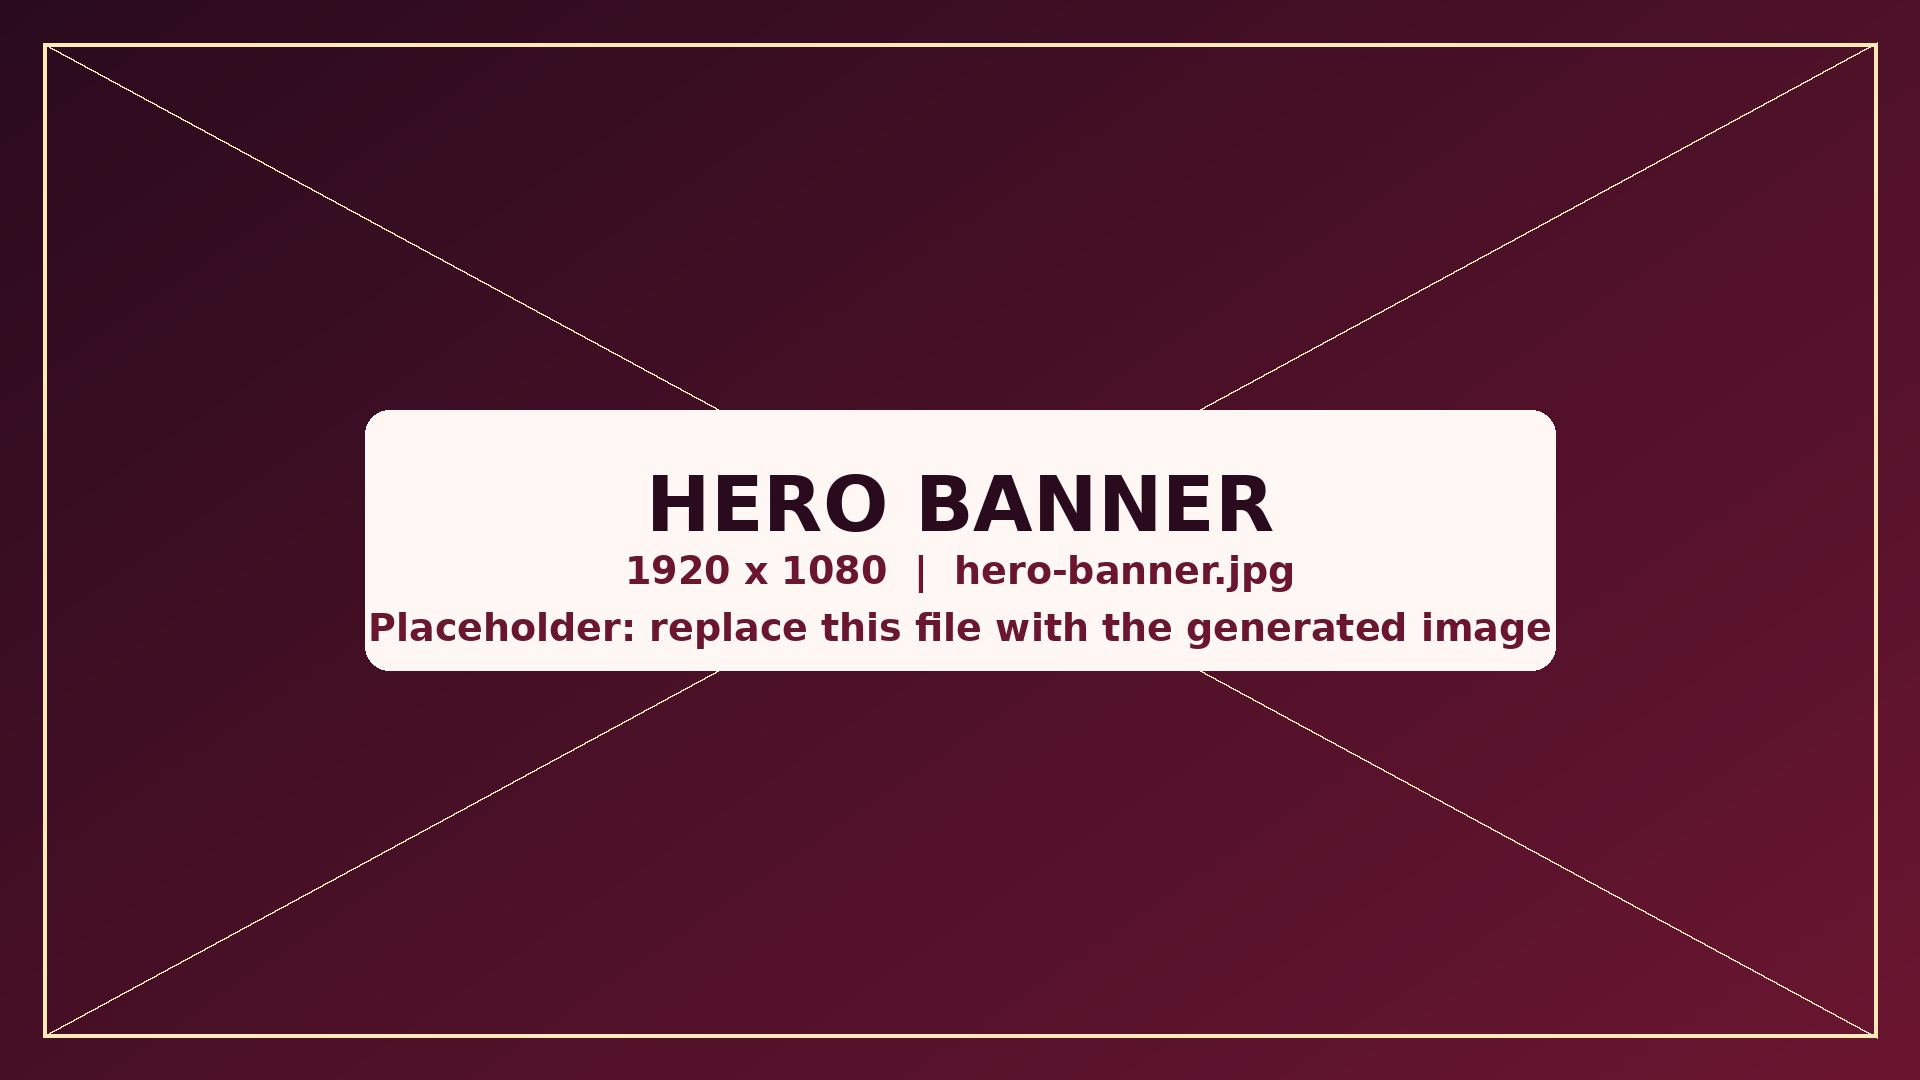 HERO BANNER
1920 x 1080 | hero-banner.jpg
Placeholder: replace this file with the generated image